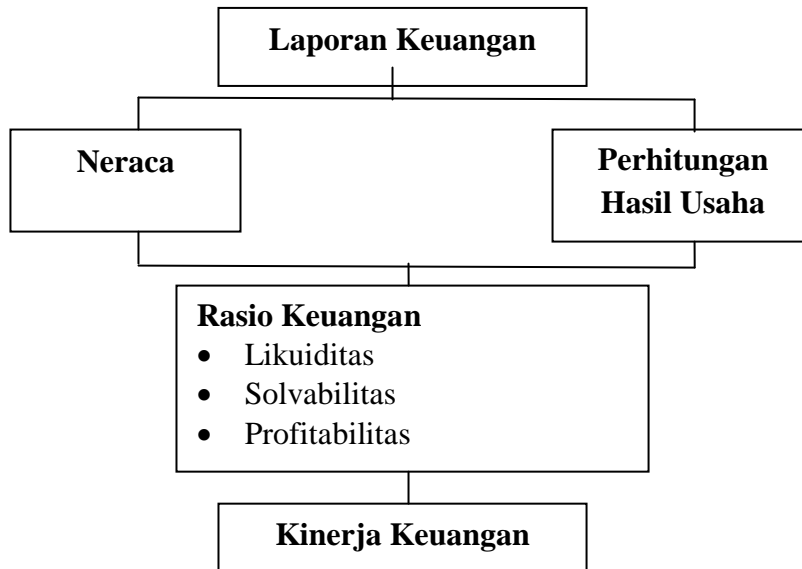 Laporan Keuangan
Neraca
Perhitungan
Hasil Usaha
Rasio Keuangan
• Likuiditas
• Solvabilitas
• Profitabilitas
Kinerja Keuangan